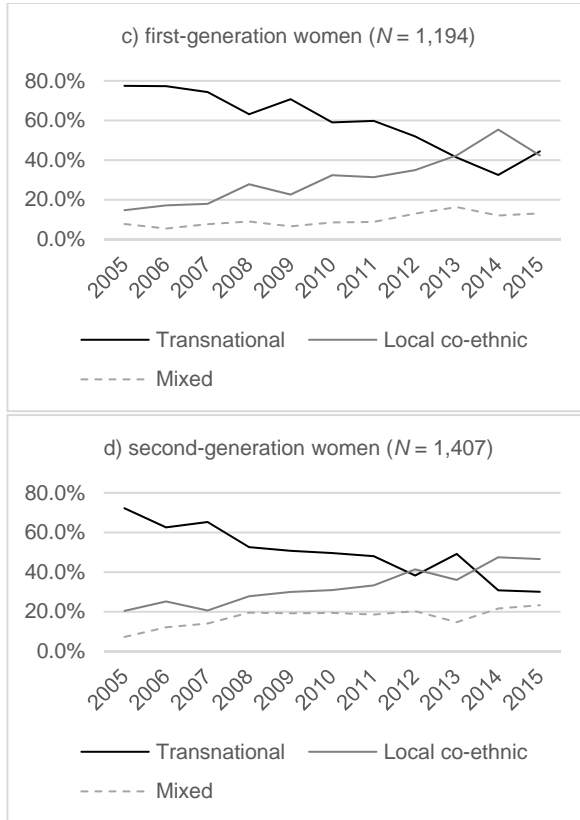 c) first-generation women (N = 1,194)
80.0%
60.0%
40.0%
20.0%
0.0%
2005 2006 2007 2008 2009 2010 2011 2012 2013 2014 2015
Transnational Local co-ethnic
Mixed
d) second-generation women (N = 1,407)
80.0%
60.0%
40.0%
20.0%
0.0%
2005 2006 2007 2008 2009 2010 2011 2012 2013 2014 2015
Transnational Local co-ethnic
Mixed